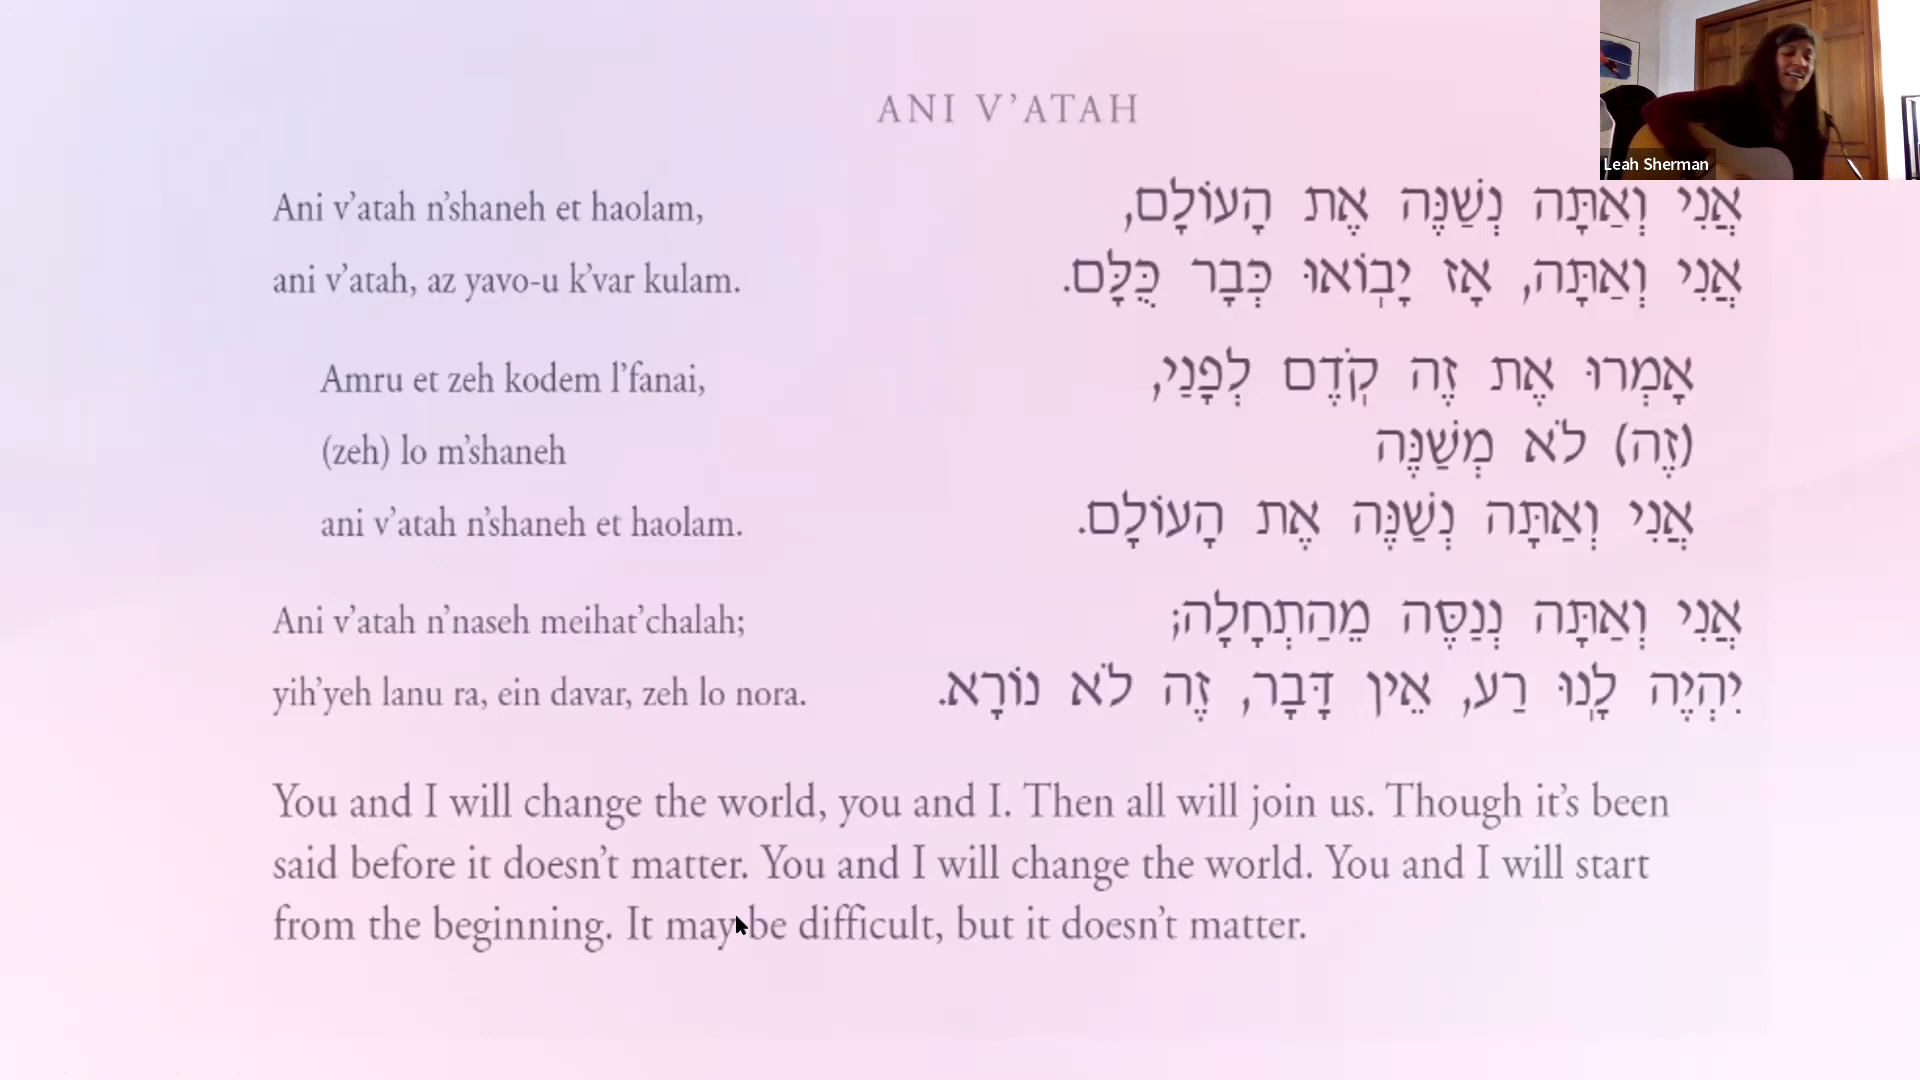 ANI V’ATAH
Leah Sherman
Ani v’atah n’shaneh et haolam,
ani v’atah, az yavo-u k’var kulam.
Amru et zeh kodem l’fanai,
(zeh) lo m’shaneh
ani v’atah n’shaneh et haolam.
Ani v’atah n’naseh meihat’chalah;
yih’yeh lanu ra, ein davar, zeh lo nora.
אֲנִי וְאַתָּה נְשַׁנֶּה אֶת הָעוֹלָם,
אֲנִי וְאַתָּה, אָז יָבֽוֹאוּ כְּבָר כֻּלָּם.
אָמְרוּ אֶת זֶה קֽוֹדֶם לְפָנַי,
(זֶה) לֹא מְשַׁנֶּה
אֲנִי וְאַתָּה נְשַׁנֶּה אֶת הָעוֹלָם.
אֲנִי וְאַתָּה נְנַסֶּה מֵהַתְחָלָה;
יִהְיֶה לָֽנוּ רַע, אֵין דָּבָר, זֶה לֹא נוֹרָא.
You and I will change the world, you and I. Then all will join us. Though it’s been
said before it doesn’t matter. You and I will change the world. You and I will start
from the beginning. It may be difficult, but it doesn’t matter.